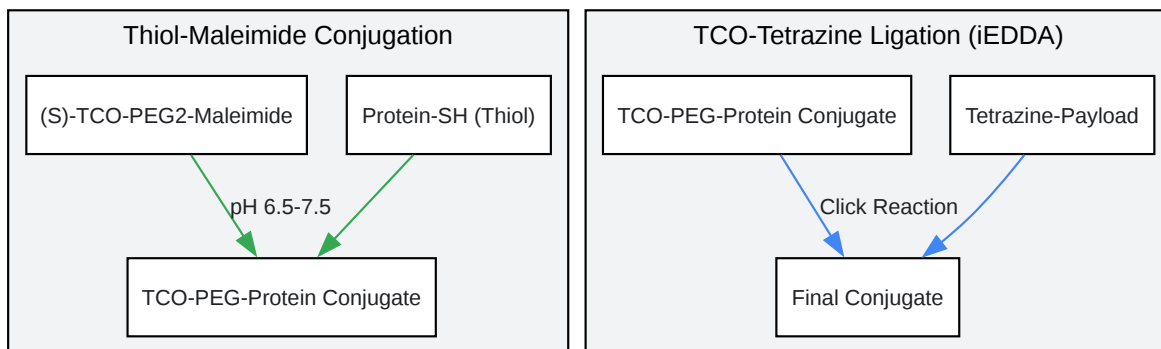 Thiol-Maleimide Conjugation
(S)-TCO-PEG2-Maleimide
Protein-SH (Thiol)
pH 6.5-7.5
TCO-PEG-Protein Conjugate
TCO-Tetrazine Ligation (iEDDA)
TCO-PEG-Protein Conjugate
Tetrazine-Payload
Click Reaction
Final Conjugate